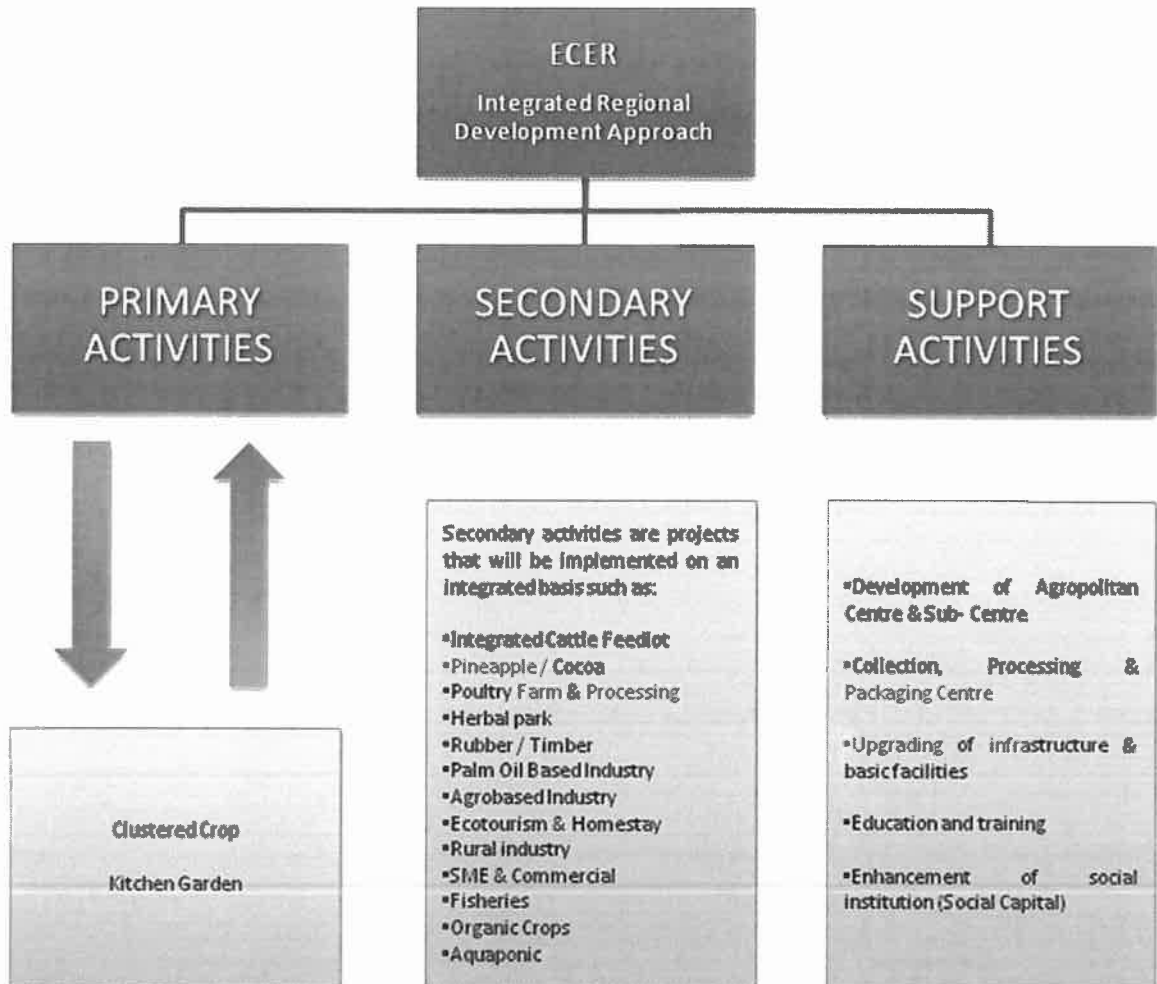 ECER
Integrated Regional
Development Approach
PRIMARY
ACTIVITIES
SECONDARY
ACTIVITIES
SUPPORT
ACTIVITIES
Clustered Crop
Kitchen Garden
Secondary activities are projects
that will be implemented on an
integrated basis such as:
▪Integrated Cattle Feedlot
▪Pineapple / Cocoa
▪Poultry Farm & Processing
▪Herbal park
▪Rubber / Timber
▪Palm Oil Based Industry
▪Agrobased Industry
▪Ecotourism & Homestay
▪Rural industry
▪SME & Commercial
▪Fisheries
▪Organic Crops
▪Aquaponic
▪Development of Agropolitan
Centre & Sub- Centre
▪Collection, Processing &
Packaging Centre
▪Upgrading of infrastructure &
basic facilities
▪Education and training
▪Enhancement of social
institution (Social Capital)